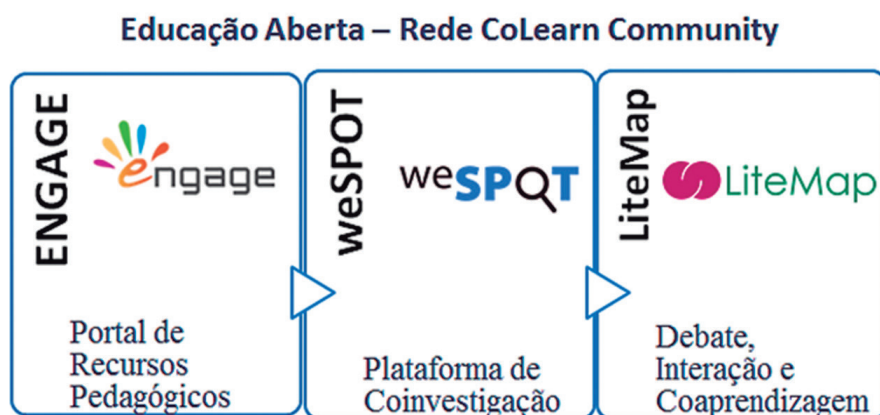 Educação Aberta – Rede CoLearn Community
ENGAGE
engage
Portal de
Recursos
Pedagógicos
weSPOT
weSPOT
Plataforma de
Coinvestigação
LiteMap
LiteMap
Debate,
Interação e
Coaprendizagem